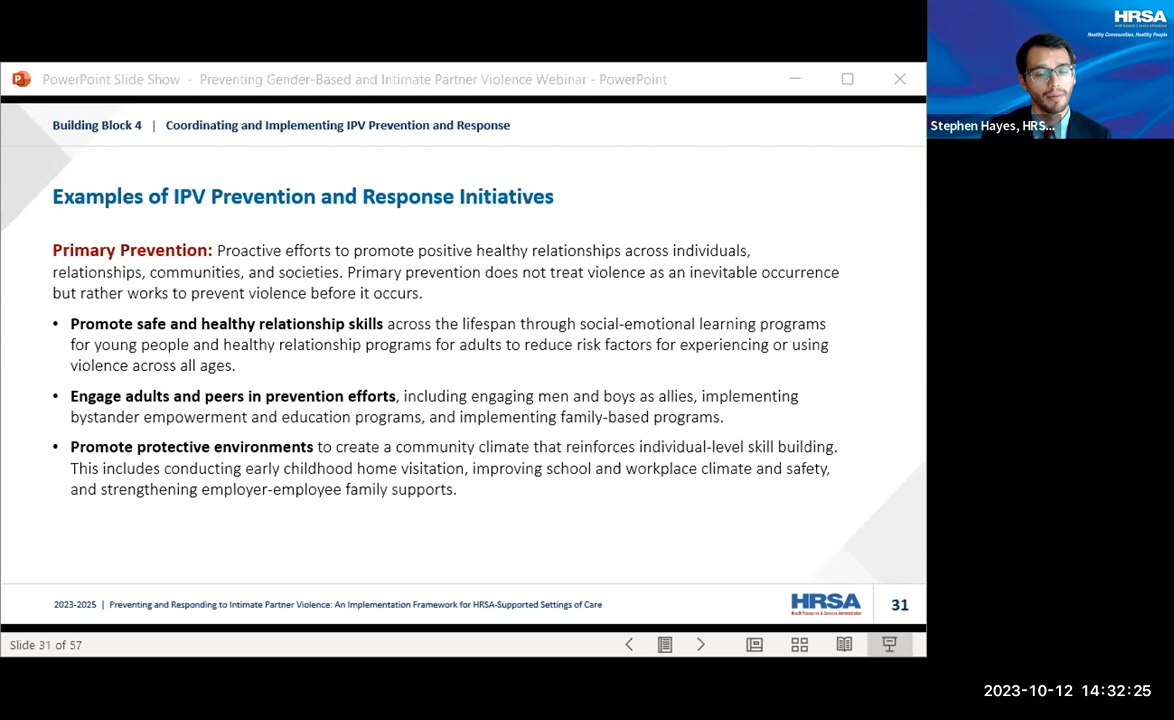 HRSA
Healthy Communities, Healthy People
PowerPoint Slide Show - Preventing Gender-Based and Intimate Partner Violence Webinar - PowerPoint
Stephen Hayes, HRS...
Building Block 4 | Coordinating and Implementing IPV Prevention and Response
Examples of IPV Prevention and Response Initiatives
Primary Prevention: Proactive efforts to promote positive healthy relationships across individuals,
relationships, communities, and societies. Primary prevention does not treat violence as an inevitable occurrence
but rather works to prevent violence before it occurs.
• Promote safe and healthy relationship skills across the lifespan through social-emotional learning programs
for young people and healthy relationship programs for adults to reduce risk factors for experiencing or using
violence across all ages.
• Engage adults and peers in prevention efforts, including engaging men and boys as allies, implementing
bystander empowerment and education programs, and implementing family-based programs.
• Promote protective environments to create a community climate that reinforces individual-level skill building.
This includes conducting early childhood home visitation, improving school and workplace climate and safety,
and strengthening employer-employee family supports.
2023-2025 | Preventing and Responding to Intimate Partner Violence: An Implementation Framework for HRSA-Supported Settings of Care
HRSA
31
Slide 31 of 57
2023-10-12 14:32:25